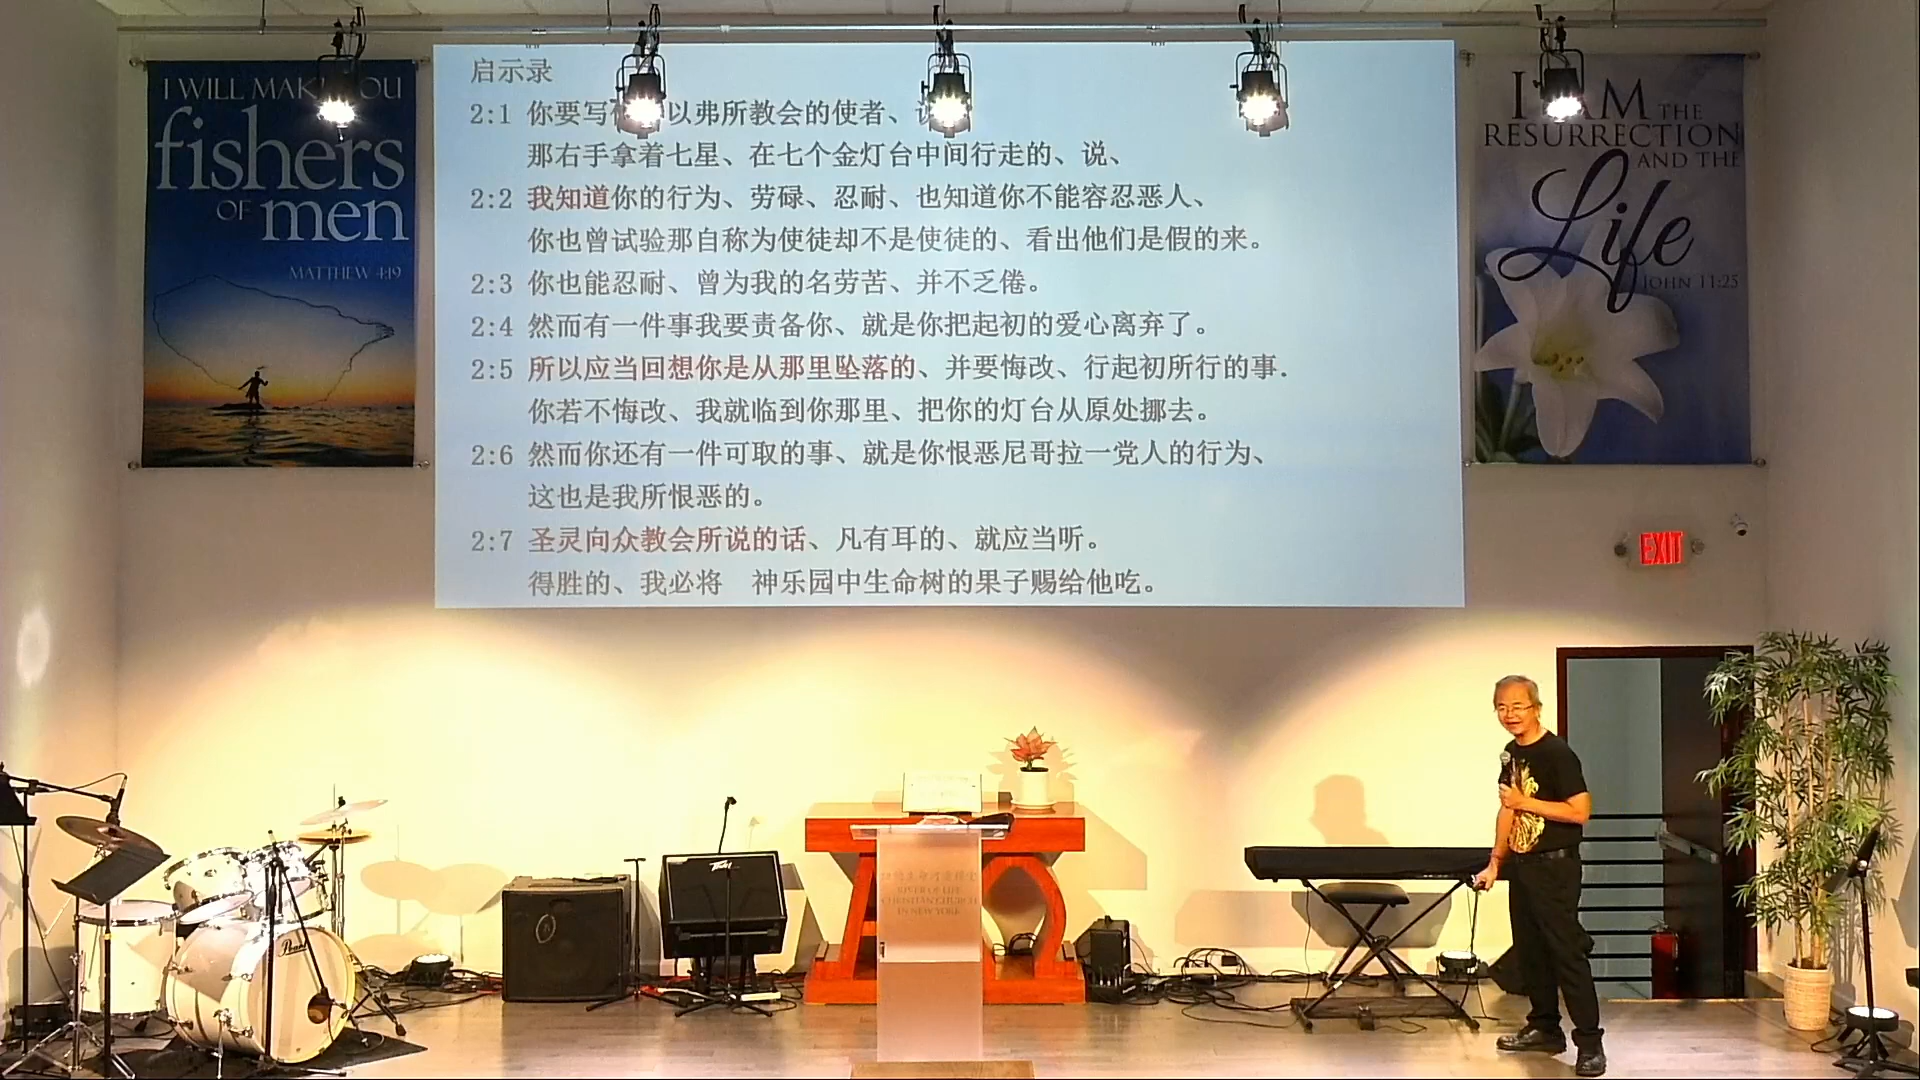 I WILL MAKE YOU
fishers
OF men
MATTHEW 4:19
启示录
2:1 你要写 以弗所教会的使者、说
那右手拿着七星、在七个金灯台中间行走的、说、
2:2 我知道你的行为、劳碌、忍耐、也知道你不能容忍恶人、
你也曾试验那自称为使徒却不是使徒的、看出他们是假的来。
2:3 你也能忍耐、曾为我的名劳苦、并不乏倦。
2:4 然而有一件事我要责备你、就是你把起初的爱心离弃了。
2:5 所以应当回想你是从那里坠落的、并要悔改、行起初所行的事.
你若不悔改、我就临到你那里、把你的灯台从原处挪去。
2:6 然而你还有一件可取的事、就是你恨恶尼哥拉一党人的行为、
这也是我所恨恶的。
2:7 圣灵向众教会所说的话、凡有耳的、就应当听。
得胜的、我必将　神乐园中生命树的果子赐给他吃。
I AM THE
RESURRECTION
AND THE
Life
JOHN 11:25
EXIT
Pearl
PEAVEY
RIVER OF LIFE
CHRISTIAN CHURCH
IN NEW YORK